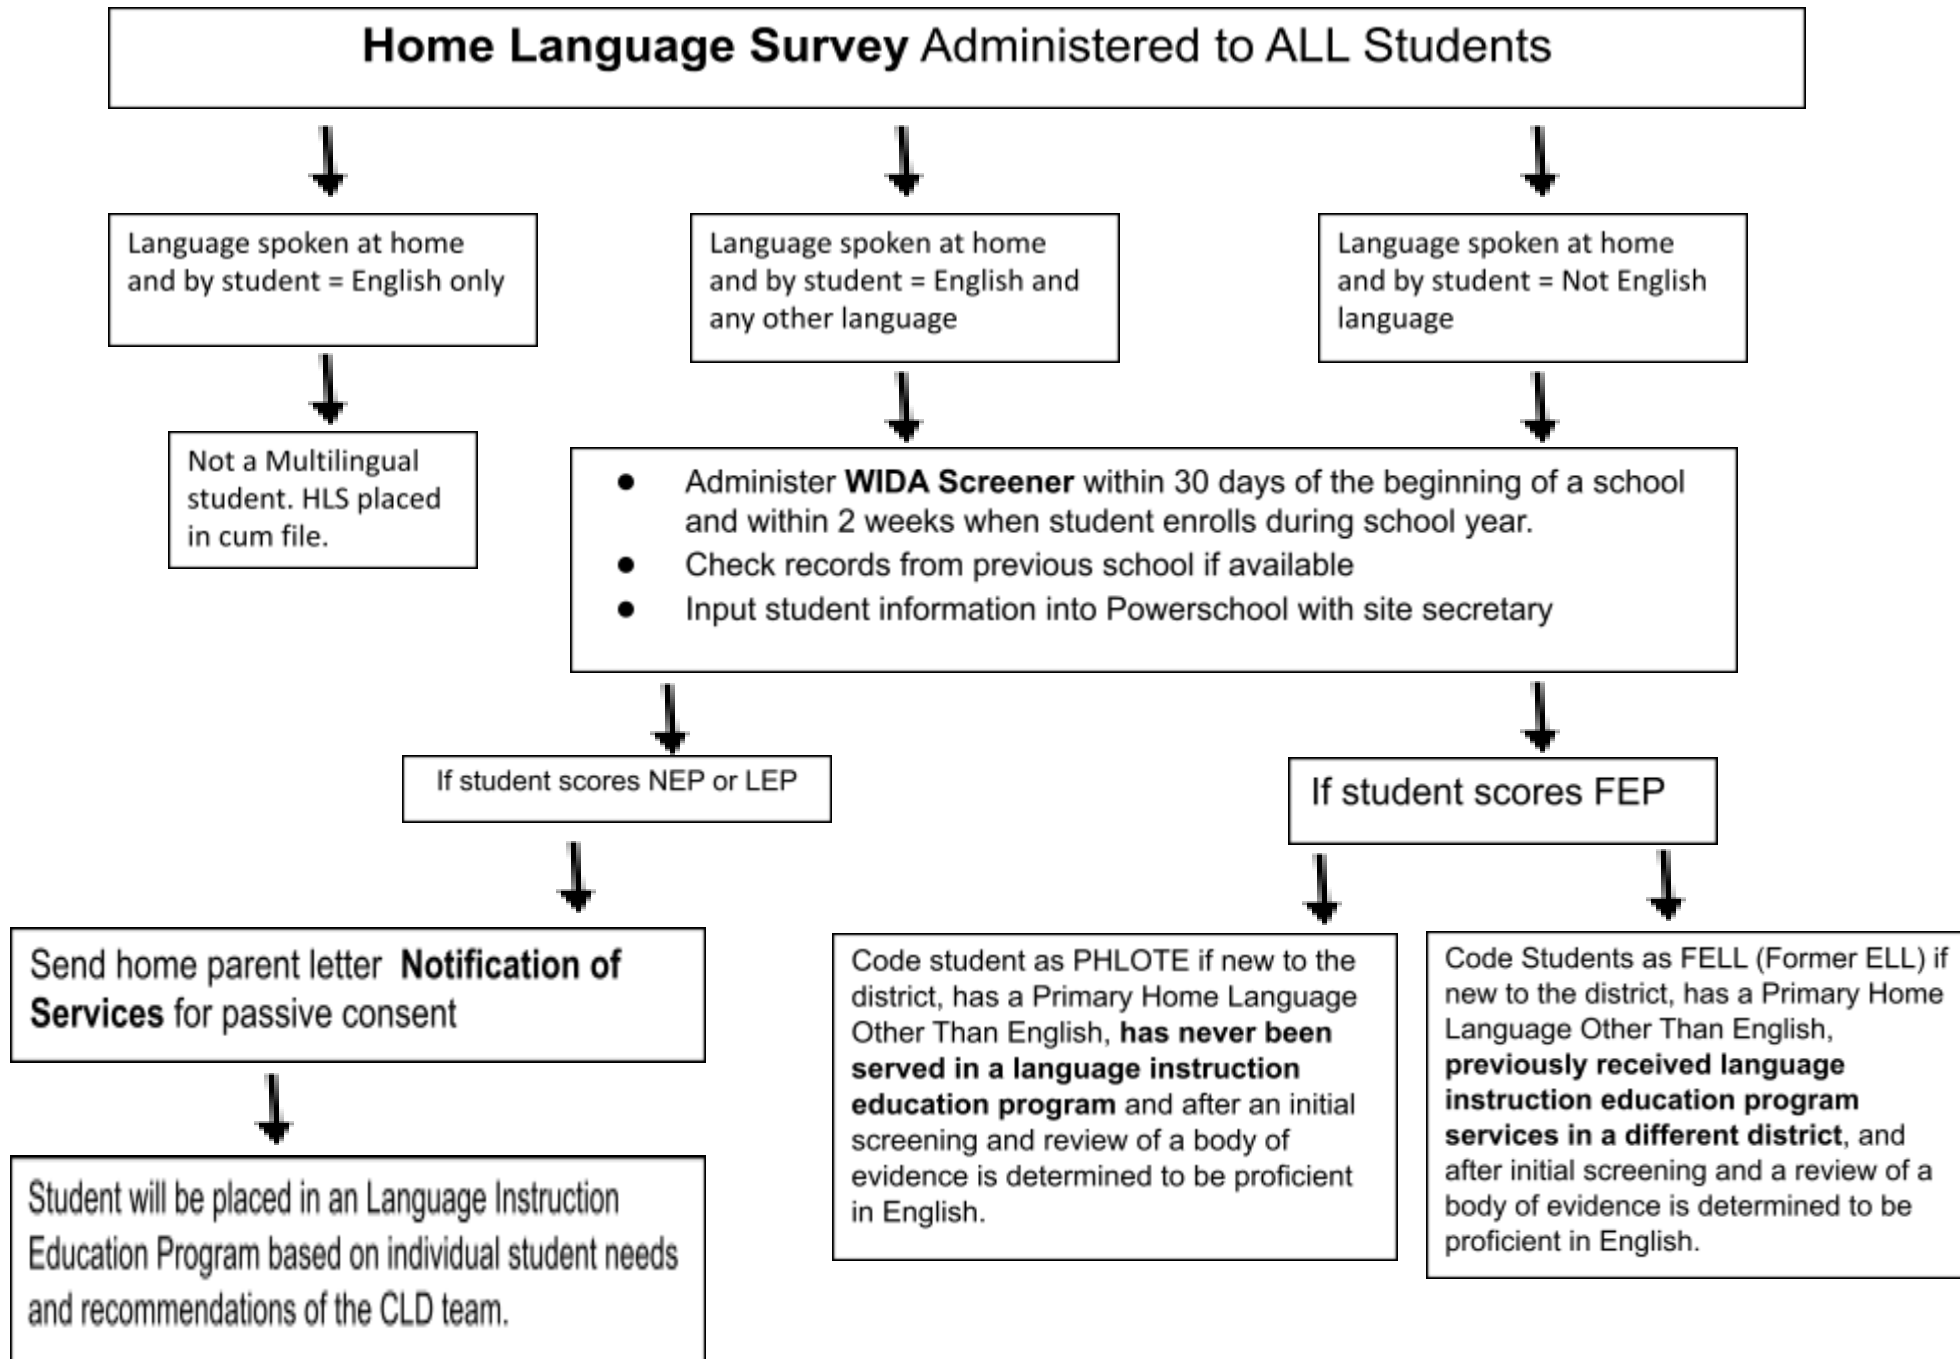 Home Language Survey Administered to ALL Students
Language spoken at home
and by student = English only
Language spoken at home
and by student = English and
any other language
Language spoken at home
and by student = Not English
language
Not a Multilingual
student. HLS placed
in cum file.
● Administer WIDA Screener within 30 days of the beginning of a school
and within 2 weeks when student enrolls during school year.
● Check records from previous school if available
● Input student information into Powerschool with site secretary
If student scores NEP or LEP
If student scores FEP
Send home parent letter Notification of
Services for passive consent
Student will be placed in an Language Instruction
Education Program based on individual student needs
and recommendations of the CLD team.
Code student as PHLOTE if new to the
district, has a Primary Home Language
Other Than English, has never been
served in a language instruction
education program and after an initial
screening and review of a body of
evidence is determined to be proficient
in English.
Code Students as FELL (Former ELL) if
new to the district, has a Primary Home
Language Other Than English,
previously received language
instruction education program
services in a different district, and
after initial screening and a review of a
body of evidence is determined to be
proficient in English.